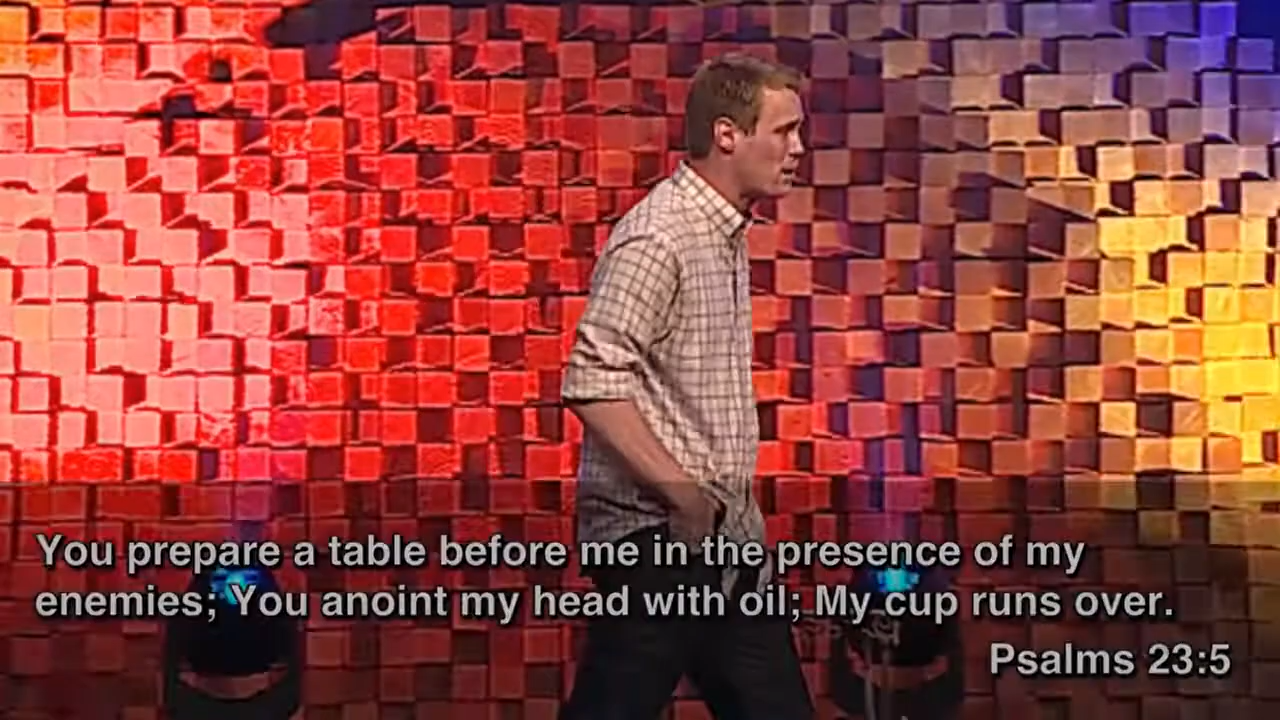 You prepare a table before me in the presence of my
enemies; You anoint my head with oil; My cup runs over.
Psalms 23:5